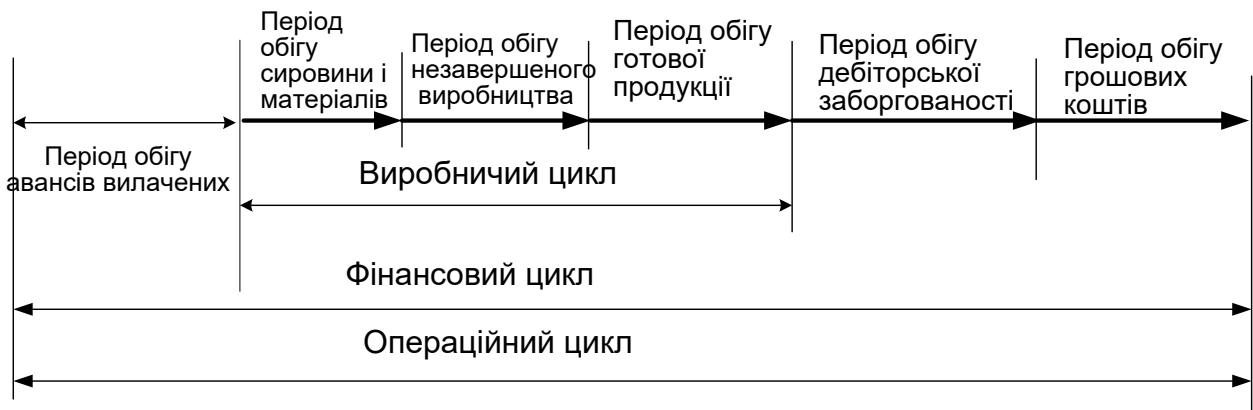 Період
обігу
сировини і
матеріалів
Період обігу
незавершеного
виробництва
Період обігу
готової
продукції
Період обігу
дебіторської
заборгованості
Період обігу
грошових
коштів
Період обігу
авансів вилачених
Виробничий цикл
Фінансовий цикл
Операційний цикл